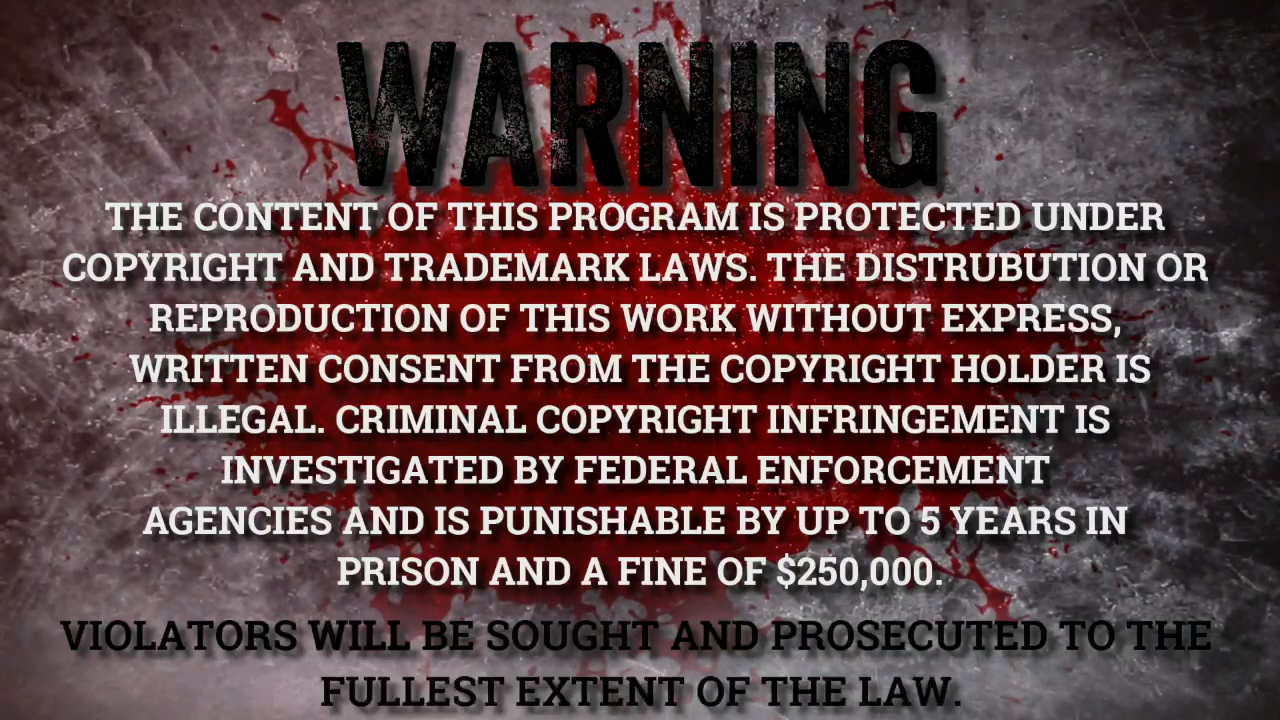 WARNING
THE CONTENT OF THIS PROGRAM IS PROTECTED UNDER
COPYRIGHT AND TRADEMARK LAWS. THE DISTRUBUTION OR
REPRODUCTION OF THIS WORK WITHOUT EXPRESS,
WRITTEN CONSENT FROM THE COPYRIGHT HOLDER IS
ILLEGAL. CRIMINAL COPYRIGHT INFRINGEMENT IS
INVESTIGATED BY FEDERAL ENFORCEMENT
AGENCIES AND IS PUNISHABLE BY UP TO 5 YEARS IN
PRISON AND A FINE OF $250,000.
VIOLATORS WILL BE SOUGHT AND PROSECUTED TO THE
FULLEST EXTENT OF THE LAW.